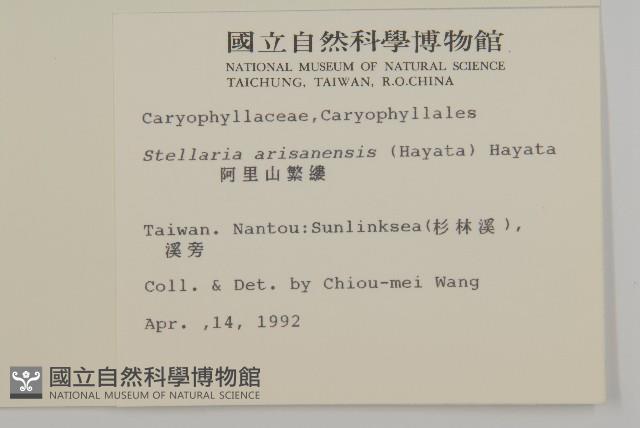 國立自然科學博物館
NATIONAL MUSEUM OF NATURAL SCIENCE
TAICHUNG, TAIWAN, R.O.CHINA
Caryophyllaceae,Caryophyllales
Stellaria arisanensis (Hayata) Hayata
阿里山繁縷
Taiwan. Nantou:Sunlinksea(杉林溪),
溪旁
Coll. & Det. by Chiou-mei Wang
Apr. ,14, 1992
國立自然科學博物館
NATIONAL MUSEUM OF NATURAL SCIENCE